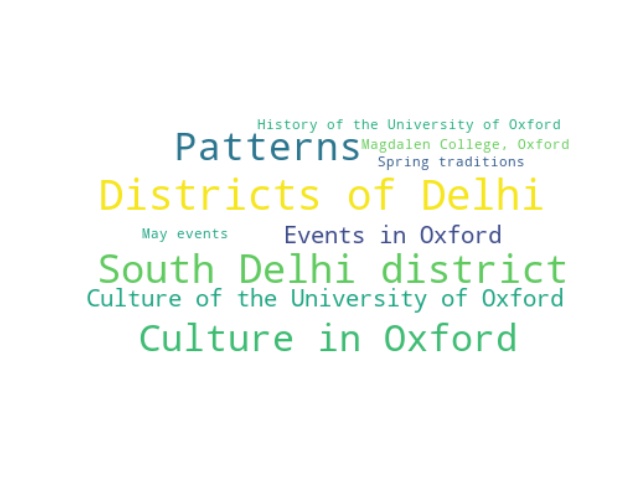 History of the University of Oxford
Patterns
Magdalen College, Oxford
Spring traditions
Districts of Delhi
May events
Events in Oxford
South Delhi district
Culture of the University of Oxford
Culture in Oxford